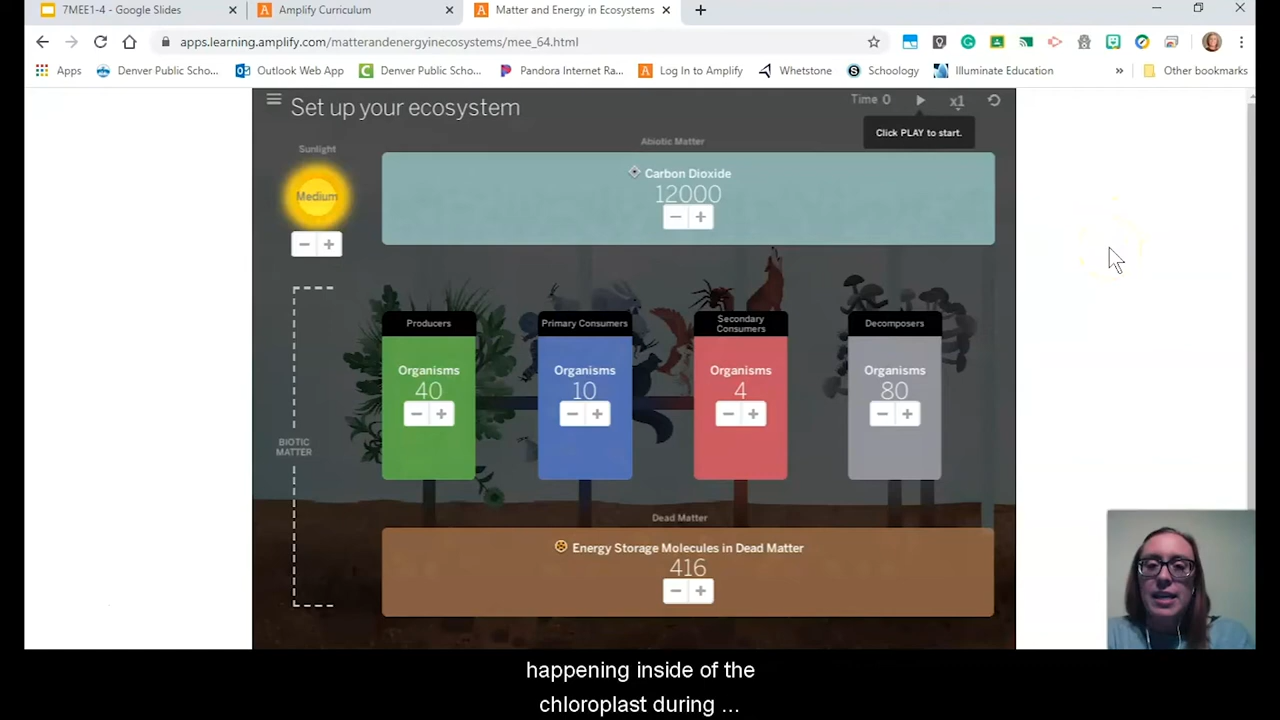 7MEE1-4 - Google Slides
Amplify Curriculum
Matter and Energy in Ecosystems
apps.learning.amplify.com/matterandenergyinecosystems/mee_64.html
Apps
Denver Public Scho...
Outlook Web App
Denver Public Scho...
Pandora Internet Ra...
Log In to Amplify
Whetstone
Schoology
Illuminate Education
Other bookmarks
Set up your ecosystem
Time 0
x1
Click PLAY to start.
Sunlight
Medium
Abiotic Matter
Carbon Dioxide
12000
Producers
Organisms
40
Primary Consumers
Organisms
10
Secondary
Consumers
Organisms
4
Decomposers
Organisms
80
BIOTIC
MATTER
Dead Matter
Energy Storage Molecules in Dead Matter
416
happening inside of the
chloroplast during ...